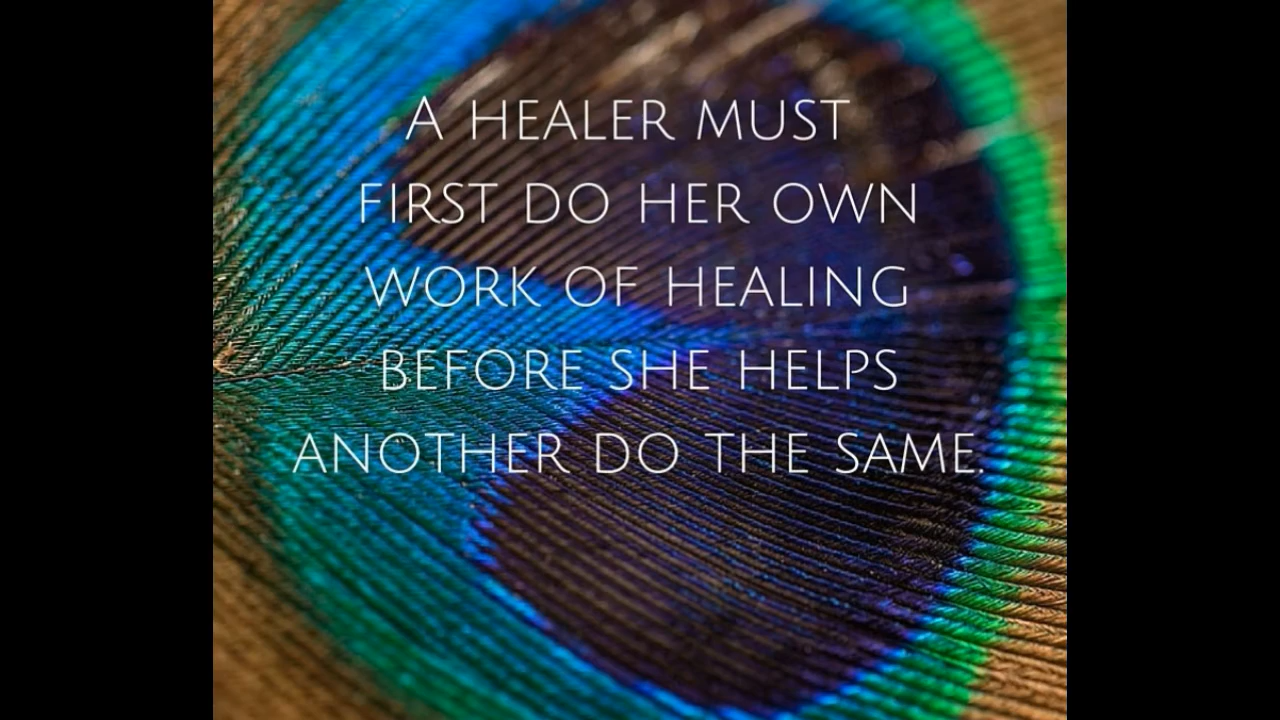 A HEALER MUST
FIRST DO HER OWN
WORK OF HEALING
BEFORE SHE HELPS
ANOTHER DO THE SAME.